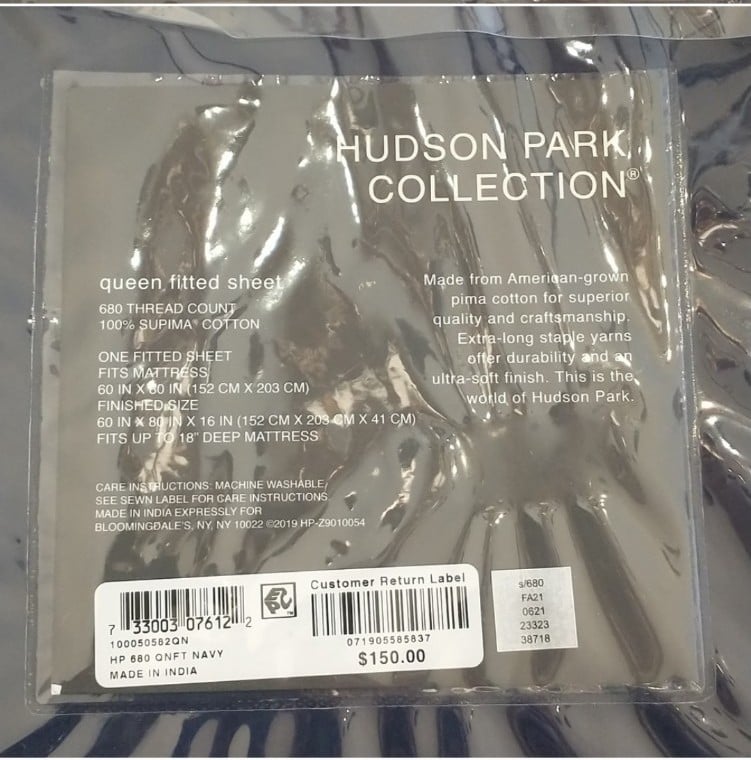 HUDSON PARK
COLLECTION®
queen fitted sheet
680 THREAD COUNT
100% SUPIMA® COTTON
ONE FITTED SHEET
FITS MATTRESS
60 IN X 80 IN (152 CM X 203 CM)
FINISHED SIZE
60 IN X 80 IN X 16 IN (152 CM X 203 CM X 41 CM)
FITS UP TO 18" DEEP MATTRESS
Made from American-grown
pima cotton for superior
quality and craftsmanship.
Extra-long staple yarns
offer durability and an
ultra-soft finish. This is the
world of Hudson Park.
CARE INSTRUCTIONS: MACHINE WASHABLE,
SEE SEWN LABEL FOR CARE INSTRUCTIONS
MADE IN INDIA EXPRESSLY FOR
BLOOMINGDALE'S, NY, NY 10022 ©2019 HP-Z9010054
7 33003 07612 2
100050582QN
HP 680 QNFT NAVY
MADE IN INDIA
EPC
Customer Return Label
071905585837
$150.00
s/680
FA21
0621
23323
38718